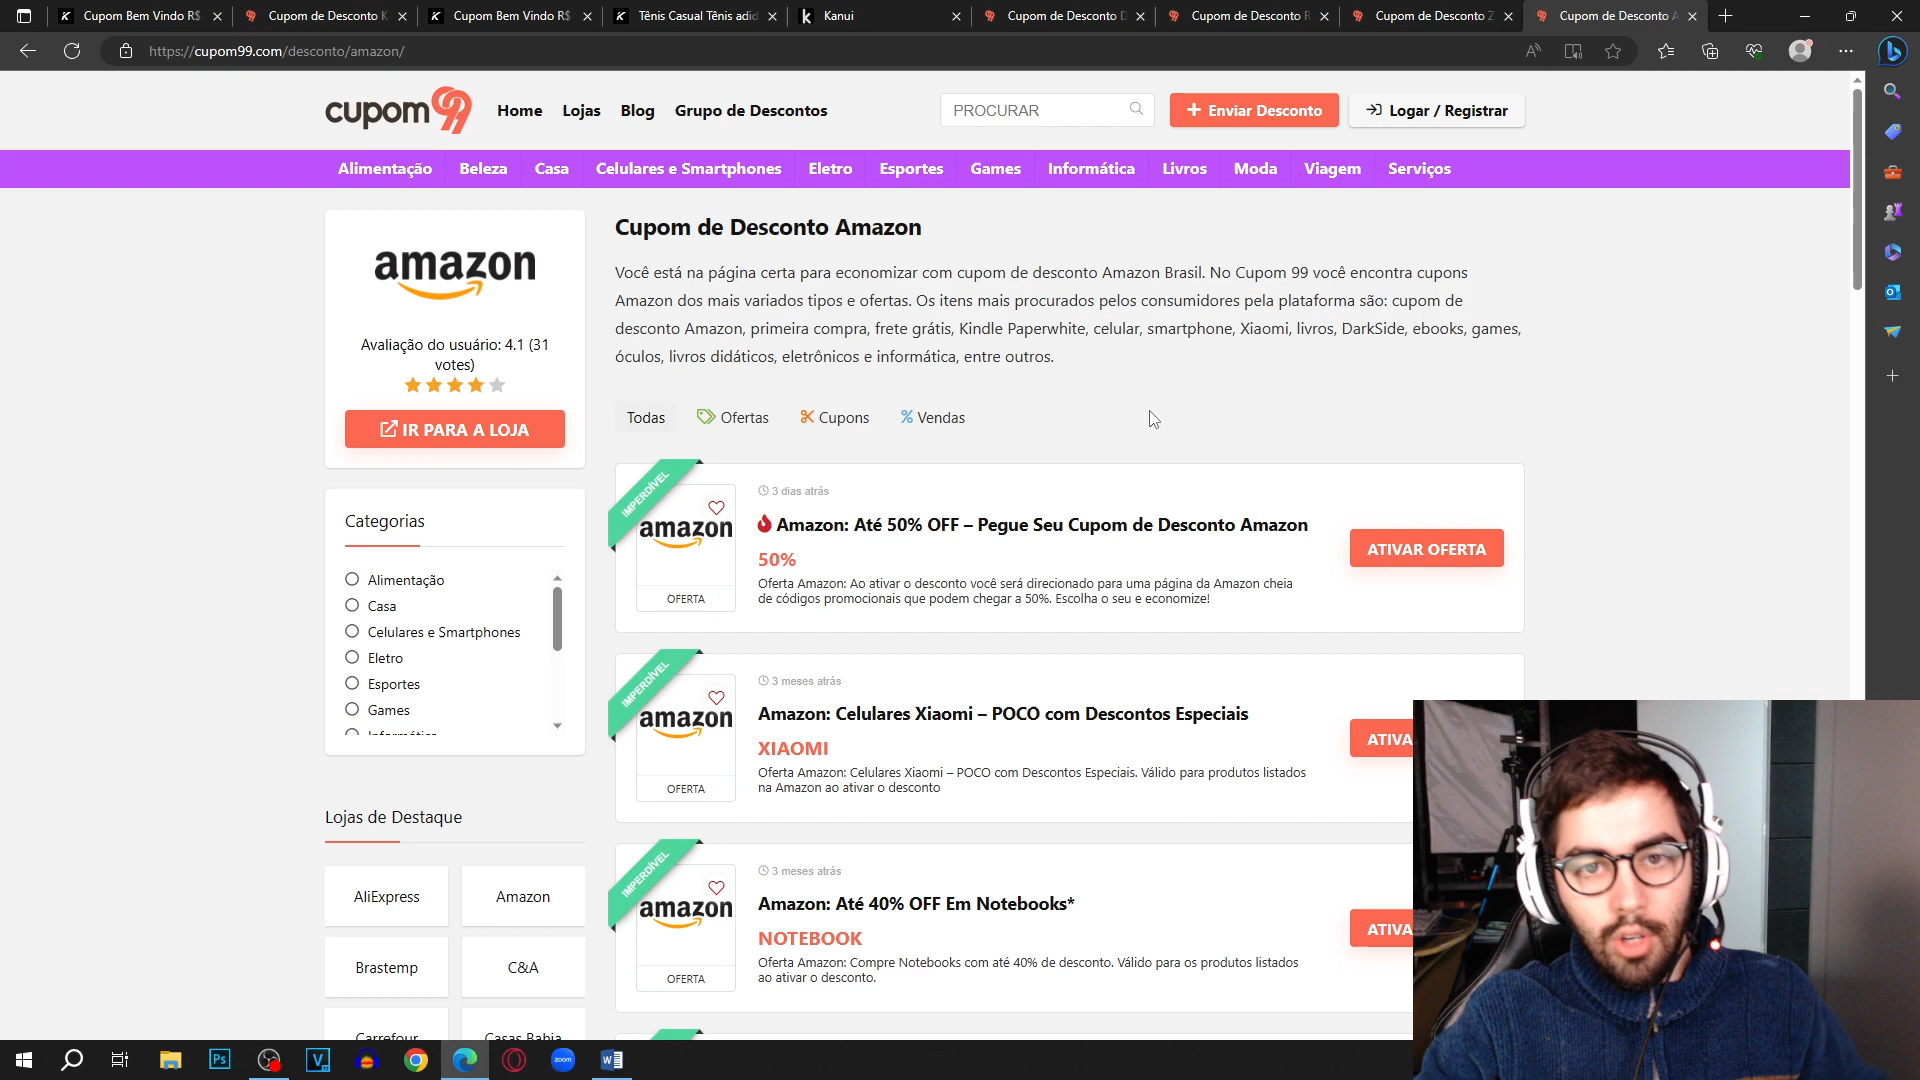 Cupom Bem Vindo R$
Cupom de Desconto K
Cupom Bem Vindo R$
Tênis Casual Tênis adid
Kanui
Cupom de Desconto D
Cupom de Desconto R
Cupom de Desconto Z
Cupom de Desconto A
https://cupom99.com/desconto/amazon/
cupom99
Home
Lojas
Blog
Grupo de Descontos
PROCURAR
Enviar Desconto
Logar / Registrar
Alimentação
Beleza
Casa
Celulares e Smartphones
Eletro
Esportes
Games
Informática
Livros
Moda
Viagem
Serviços
amazon
Avaliação do usuário: 4.1 (31
votes)
IR PARA A LOJA
Categorias
Alimentação
Casa
Celulares e Smartphones
Eletro
Esportes
Games
Informática
Lojas de Destaque
AliExpress
Amazon
Brastemp
C&A
Carrefour
Casas Bahia
Cupom de Desconto Amazon
Você está na página certa para economizar com cupom de desconto Amazon Brasil. No Cupom 99 você encontra cupons
Amazon dos mais variados tipos e ofertas. Os itens mais procurados pelos consumidores pela plataforma são: cupom de
desconto Amazon, primeira compra, frete grátis, Kindle Paperwhite, celular, smartphone, Xiaomi, livros, DarkSide, ebooks, games,
óculos, livros didáticos, eletrônicos e informática, entre outros.
Todas
Ofertas
Cupons
% Vendas
IMPERDÍVEL
amazon
OFERTA
3 dias atrás
Amazon: Até 50% OFF – Pegue Seu Cupom de Desconto Amazon
50%
Oferta Amazon: Ao ativar o desconto você será direcionado para uma página da Amazon cheia
de códigos promocionais que podem chegar a 50%. Escolha o seu e economize!
ATIVAR OFERTA
IMPERDÍVEL
amazon
OFERTA
3 meses atrás
Amazon: Celulares Xiaomi – POCO com Descontos Especiais
XIAOMI
Oferta Amazon: Celulares Xiaomi – POCO com Descontos Especiais. Válido para produtos listados
na Amazon ao ativar o desconto
ATIVA
IMPERDÍVEL
amazon
OFERTA
3 meses atrás
Amazon: Até 40% OFF Em Notebooks*
NOTEBOOK
Oferta Amazon: Compre Notebooks com até 40% de desconto. Válido para os produtos listados
ao ativar o desconto.
ATIVA
Ps
V
zoom
W